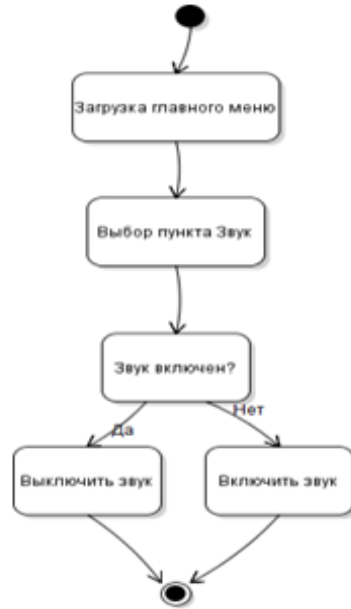 Загрузка главного меню
Выбор пункта Звук
Звук включен?
Да
Нет
Выключить звук
Включить звук